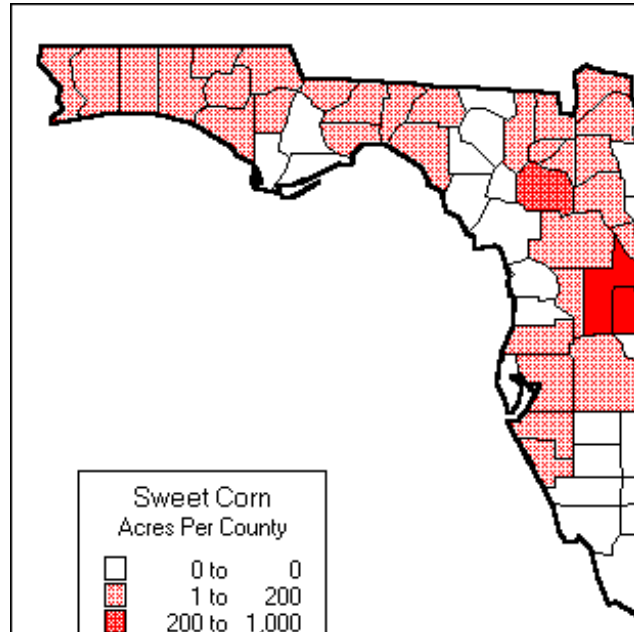 Sweet Corn
Acres Per County
0 to 0
1 to 200
200 to 1,000